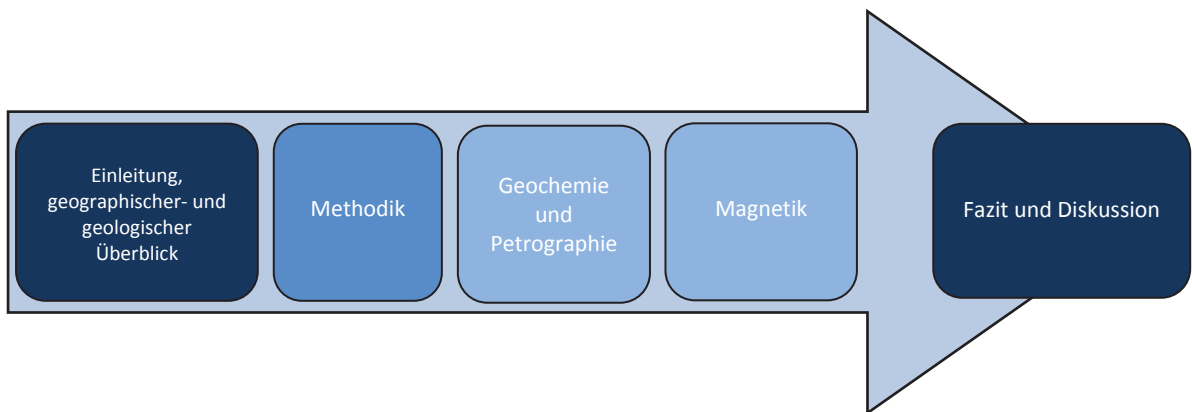 Einleitung,
geographischer- und
geologischer
Überblick
Methodik
Geochemie
und
Petrographie
Magnetik
Fazit und Diskussion